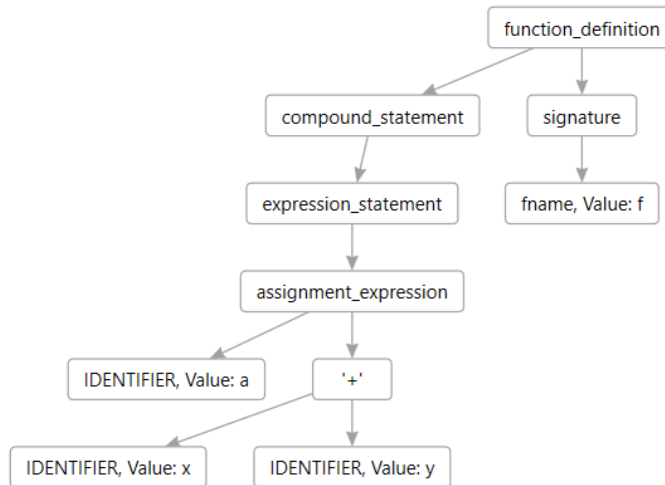 function_definition
compound_statement
signature
expression_statement
fname, Value: f
assignment_expression
IDENTIFIER, Value: a
'+'
IDENTIFIER, Value: x
IDENTIFIER, Value: y